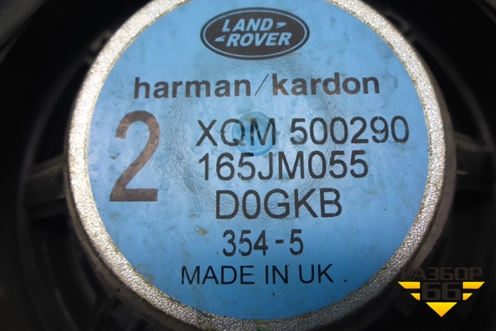 LAND-
-ROVER
harman/kardon
2
XQM 500290
165JM055
D0GKB
354-5
MADE IN UK
РАЗБОР
66